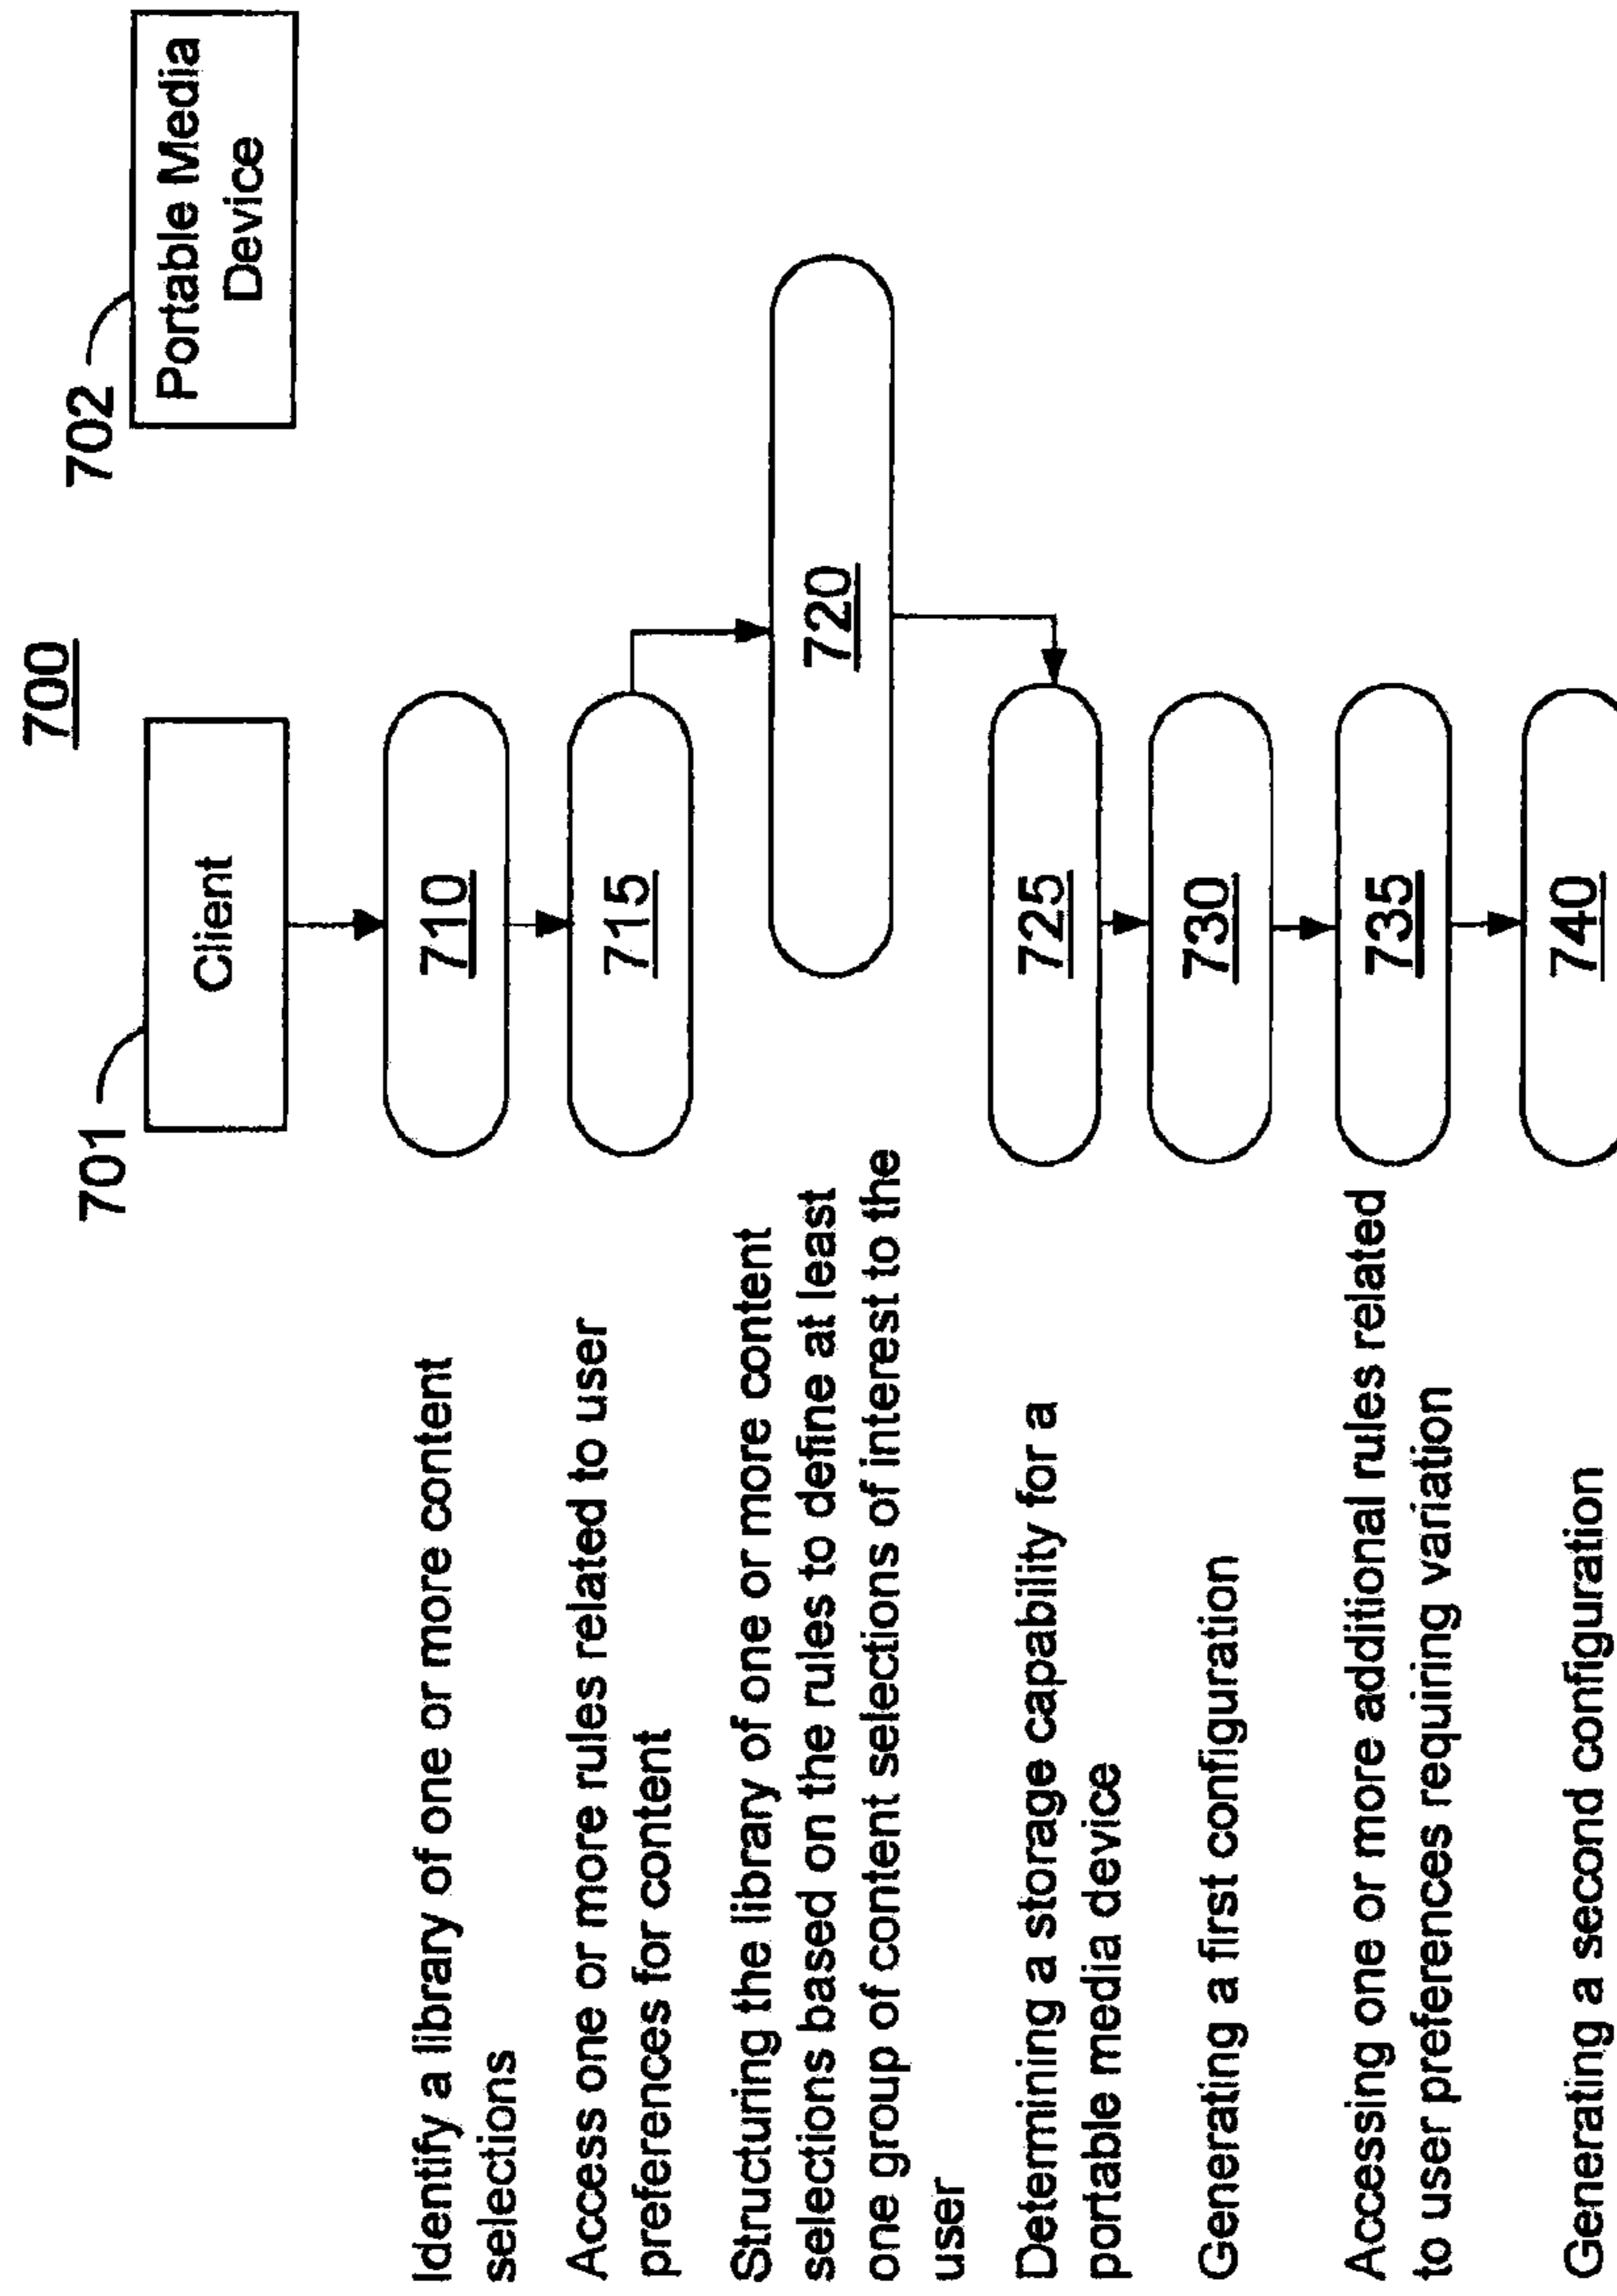 700
701
Client
702
Portable Media
Device
Identify a library of one or more content
selections
710
Access one or more rules related to user
preferences for content
715
Structuring the library of one or more content
selections based on the rules to define at least
one group of content selections of interest to the
user
720
Determining a storage capability for a
portable media device
725
Generating a first configuration
730
Accessing one or more additional rules related
to user preferences requiring variation
735
Generating a second configuration
740